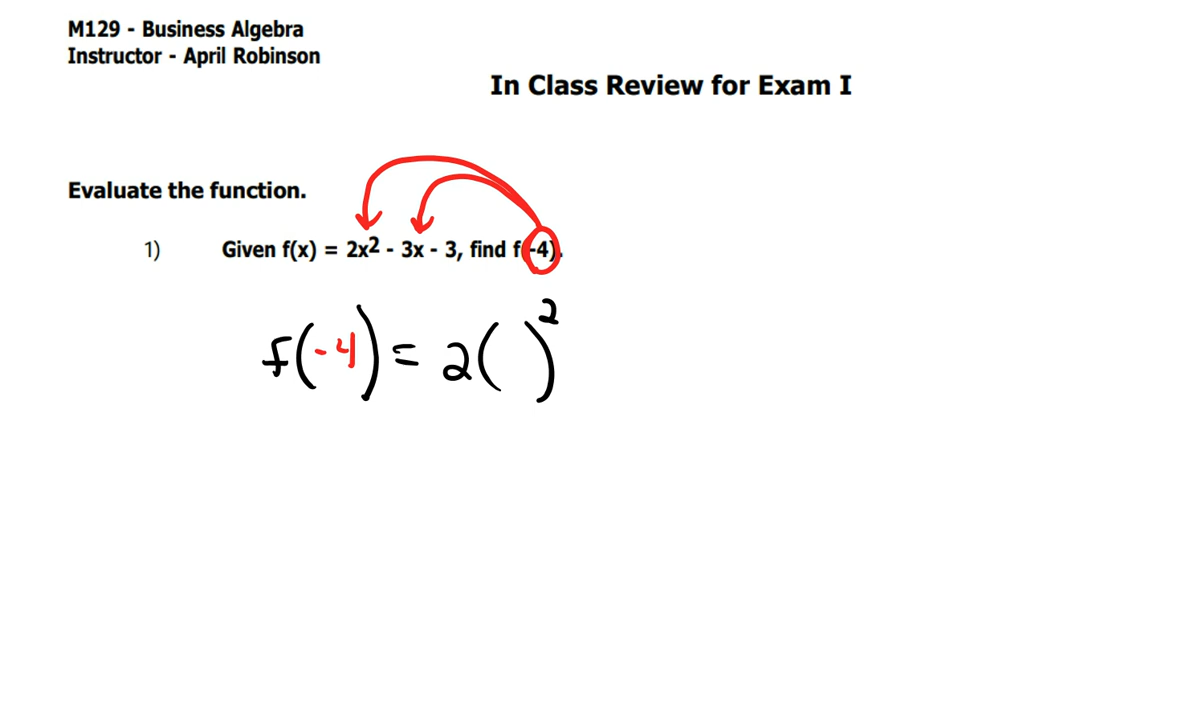 M129 - Business Algebra
Instructor - April Robinson
In Class Review for Exam I
Evaluate the function.
1) Given f(x) = 2x2 - 3x - 3, find f(-4).
f(-4) = 2( )²